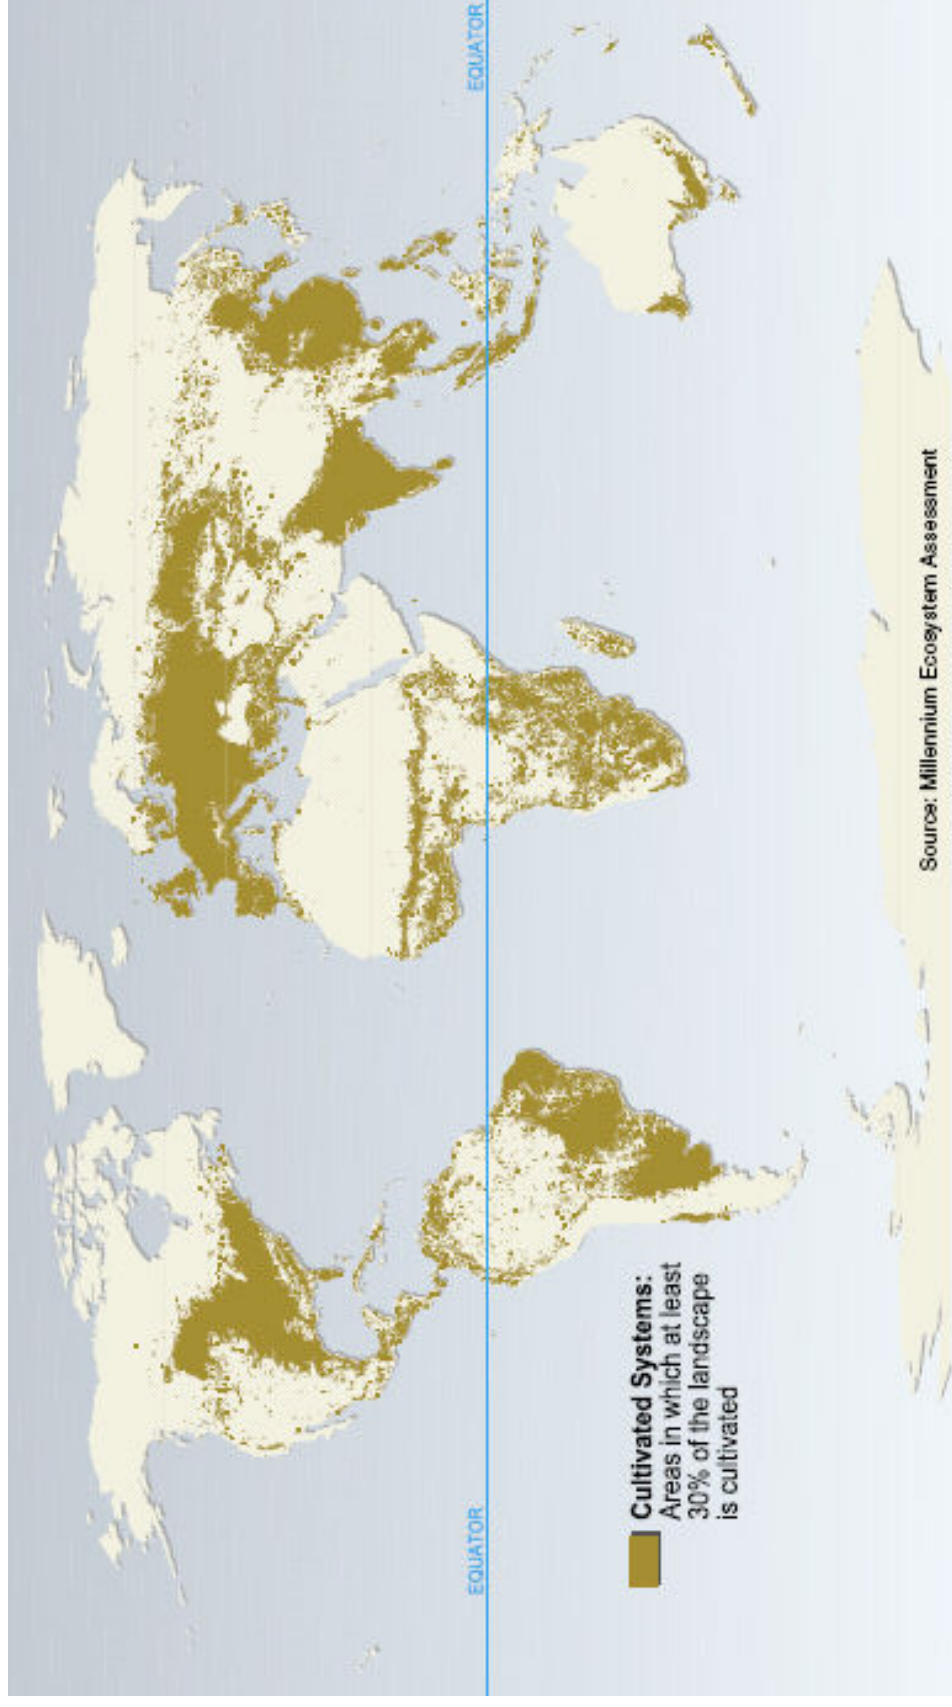 EQUATOR
EQUATOR
Cultivated Systems:
Areas in which at least
30% of the landscape
is cultivated
Source: Millennium Ecosystem Assessment